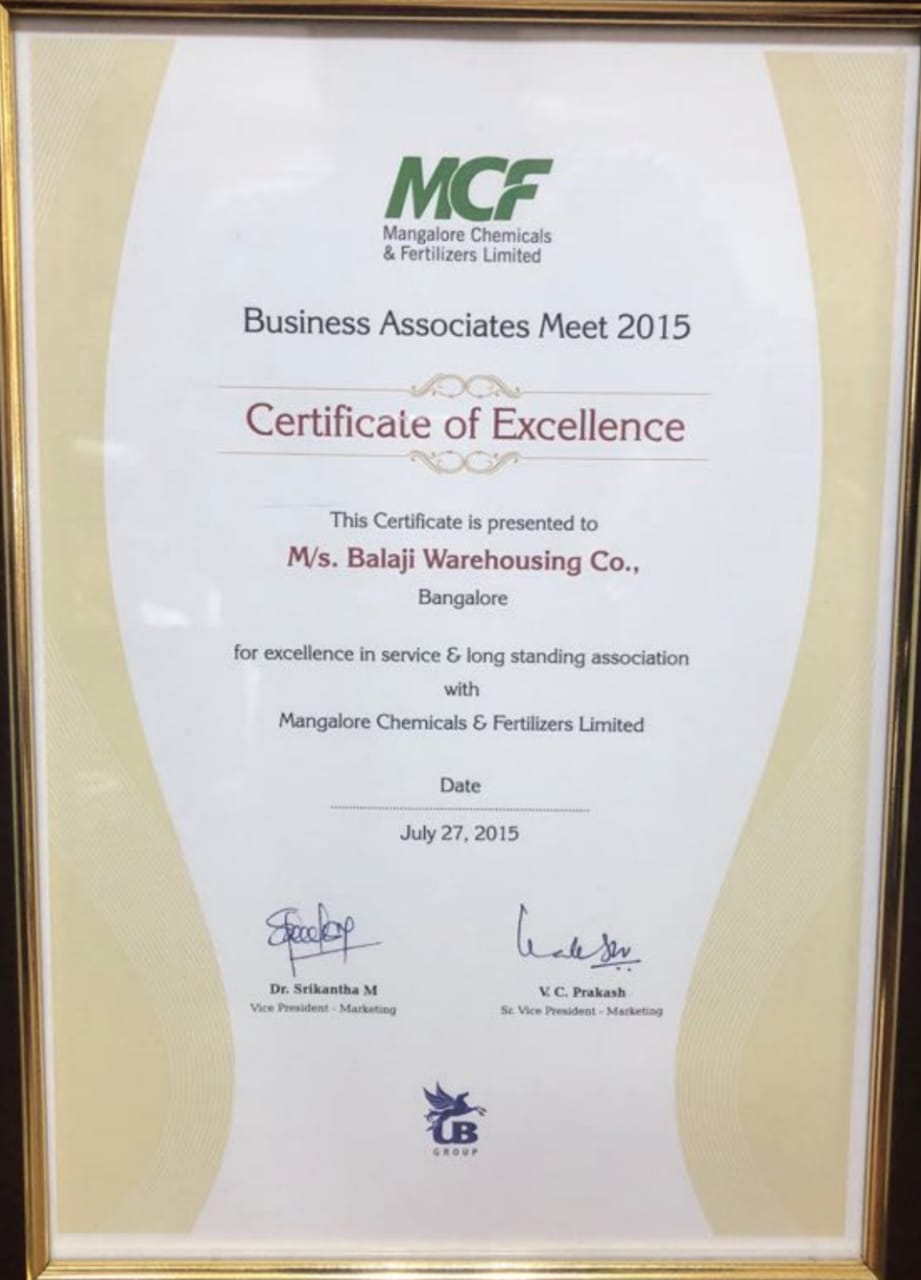 MCF
Mangalore Chemicals
& Fertilizers Limited
Business Associates Meet 2015
Certificate of Excellence
This Certificate is presented to
M/s. Balaji Warehousing Co.,
Bangalore
for excellence in service & long standing association
with
Mangalore Chemicals & Fertilizers Limited
Date
July 27, 2015
Dr. Srikantha M
Vice President - Marketing
V. C. Prakash
Sr. Vice President - Marketing
UB
GROUP